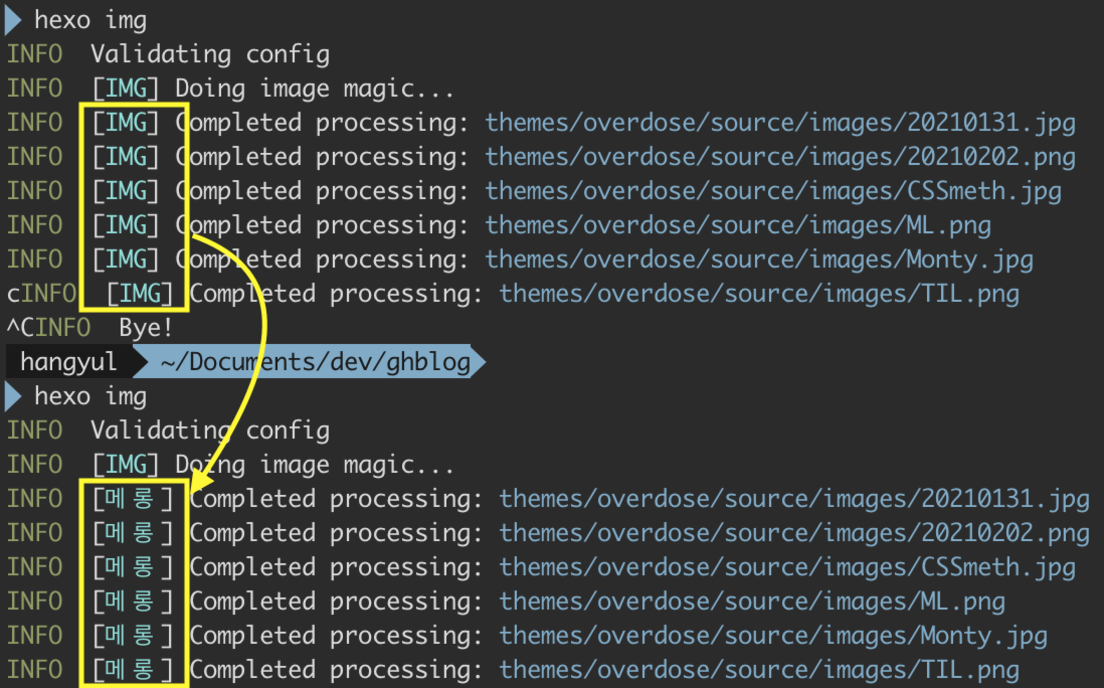 hexo img
INFO  Validating config
INFO  [IMG] Doing image magic...
INFO  [IMG] Completed processing: themes/overdose/source/images/20210131.jpg
INFO  [IMG] Completed processing: themes/overdose/source/images/20210202.png
INFO  [IMG] Completed processing: themes/overdose/source/images/CSSmeth.jpg
INFO  [IMG] Completed processing: themes/overdose/source/images/ML.png
INFO  [IMG] Completed processing: themes/overdose/source/images/Monty.jpg
cINFO  [IMG] Completed processing: themes/overdose/source/images/TIL.png
^CINFO  Bye!
hangyul ~/Documents/dev/ghblog
hexo img
INFO  Validating config
INFO  [IMG] Doing image magic...
INFO  [메롱] Completed processing: themes/overdose/source/images/20210131.jpg
INFO  [메롱] Completed processing: themes/overdose/source/images/20210202.png
INFO  [메롱] Completed processing: themes/overdose/source/images/CSSmeth.jpg
INFO  [메롱] Completed processing: themes/overdose/source/images/ML.png
INFO  [메롱] Completed processing: themes/overdose/source/images/Monty.jpg
INFO  [메롱] Completed processing: themes/overdose/source/images/TIL.png